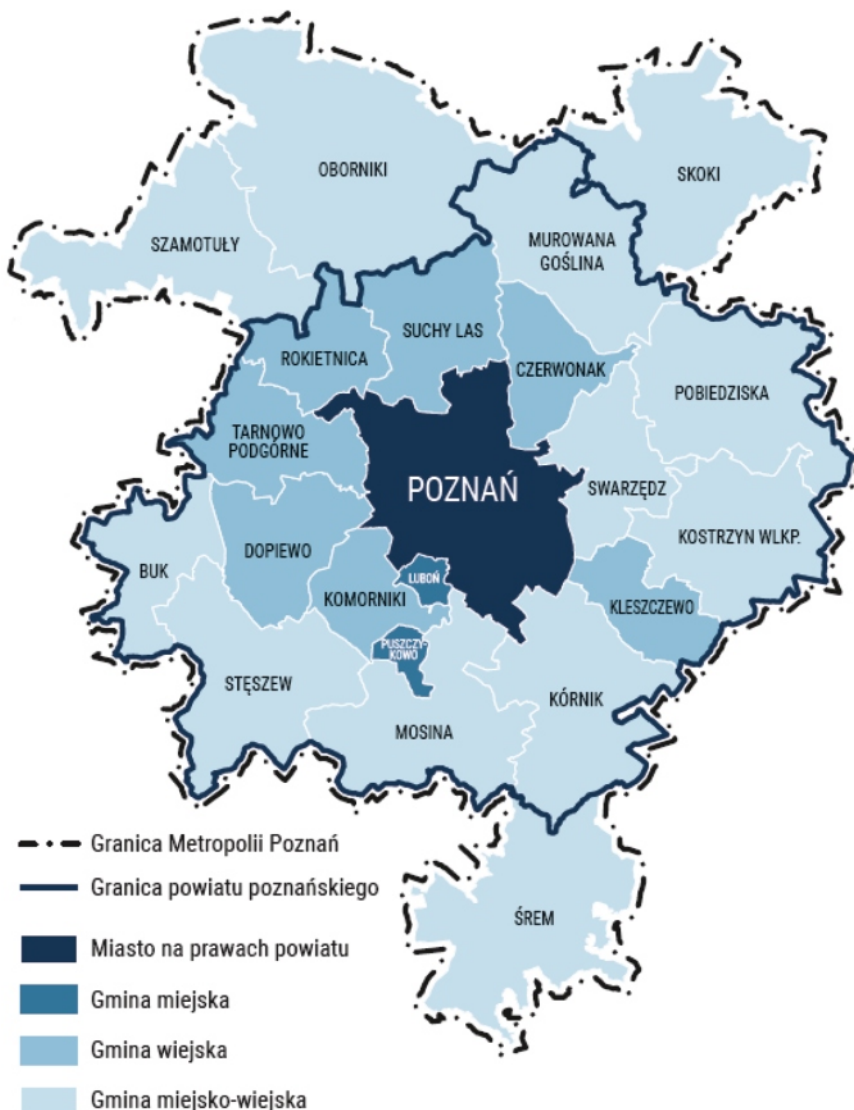 OBORNIKI
SKOKI
SZAMOTUŁY
MUROWANA
GOŚLINA
SUCHY LAS
ROKIETNICA
CZERWONAK
POBIEDZISKA
TARNOWO
PODGÓRNE
POZNAŃ
SWARZĘDZ
KOSTRZYN WLKP.
BUK
DOPIEWO
LUBOŃ
KOMORNIKI
KLESZCZEWO
PUSZCZY-
KOWO
STĘSZEW
KÓRNIK
MOSINA
Granica Metropolii Poznań
Granica powiatu poznańskiego
ŚREM
Miasto na prawach powiatu
Gmina miejska
Gmina wiejska
Gmina miejsko-wiejska